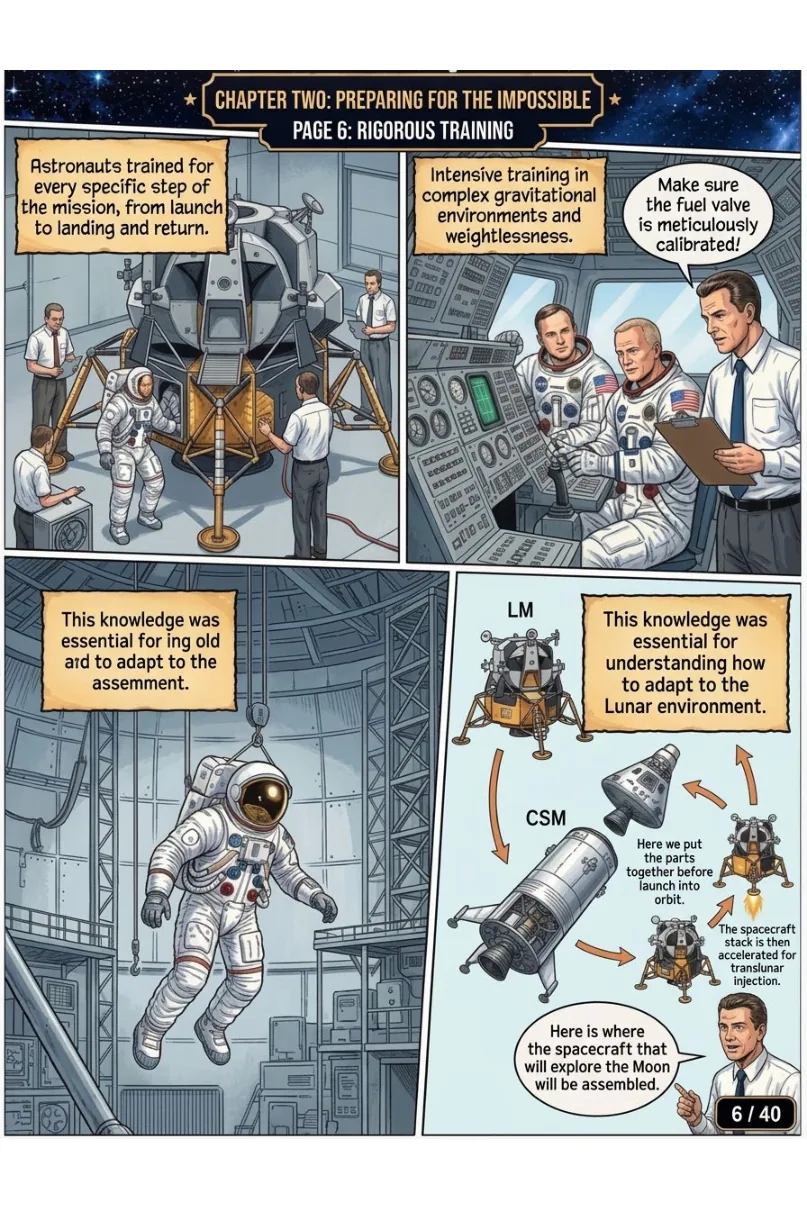 CHAPTER TWO: PREPARING FOR THE IMPOSSIBLE
PAGE 6: RIGOROUS TRAINING
Astronauts trained for
every specific step of
the mission, from launch
to landing and return.
Intensive training in
complex gravitational
environments and
weightlessness.
Make sure
the fuel valve
is meticulously
calibrated!
This knowledge was
essential for ing old
and to adapt to the
assemment.
LM
This knowledge was
essential for
understanding how
to adapt to the
Lunar environment.
CSM
Here we put
the parts
together before
launch into
orbit.
The spacecraft
stack is then
accelerated for
translunar
injection.
Here is where
the spacecraft that
will explore the Moon
will be assembled.
6 / 40